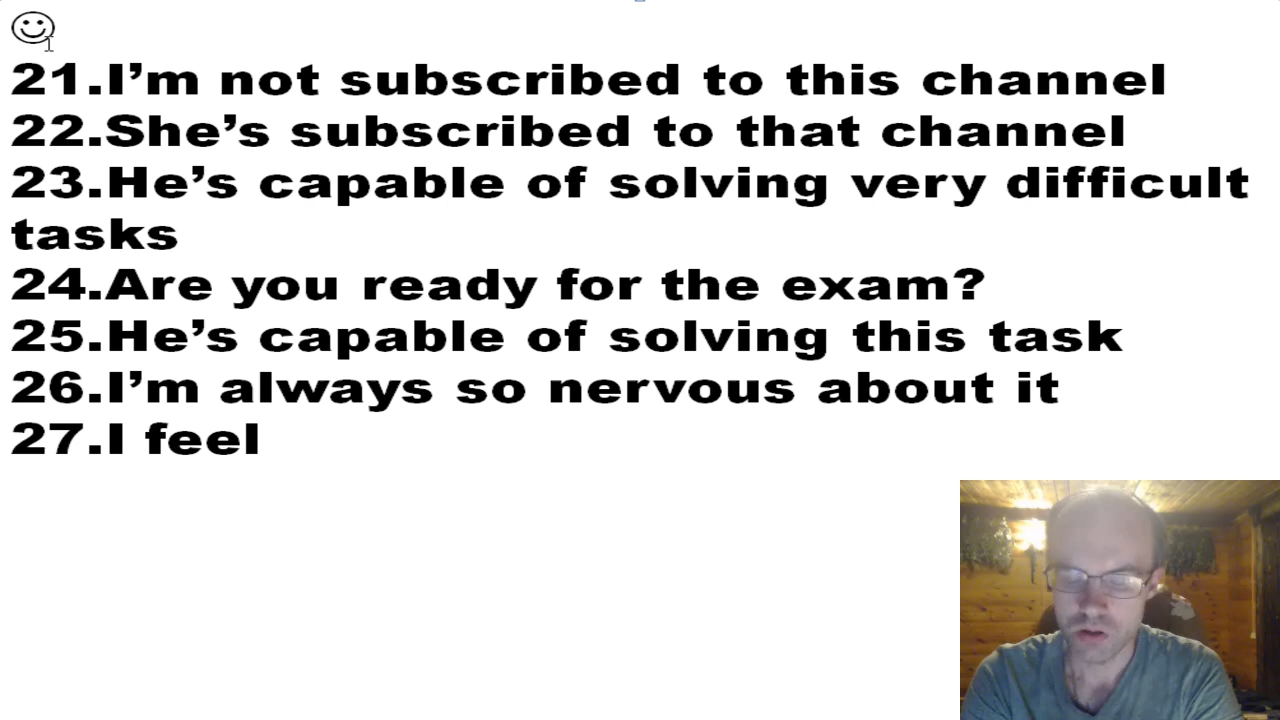 21.I’m not subscribed to this channel
22.She’s subscribed to that channel
23.He’s capable of solving very difficult
tasks
24.Are you ready for the exam?
25.He’s capable of solving this task
26.I’m always so nervous about it
27.I feel